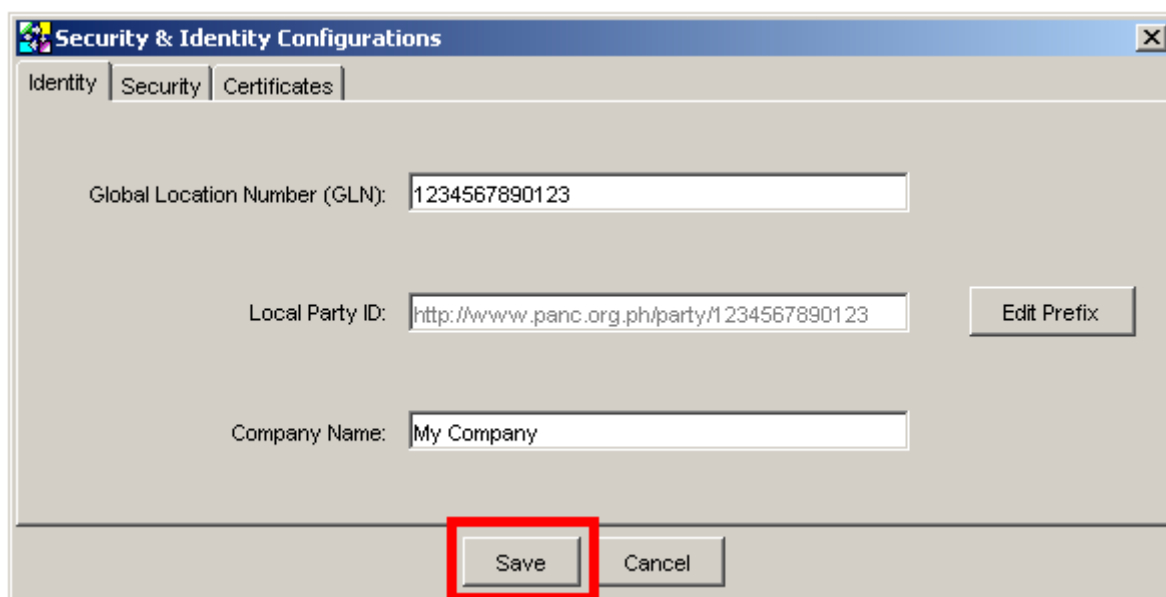 Security & Identity Configurations
Identity Security Certificates
Global Location Number (GLN): 1234567890123
Local Party ID: http://www.panc.org.ph/party/1234567890123 Edit Prefix
Company Name: My Company
Save Cancel